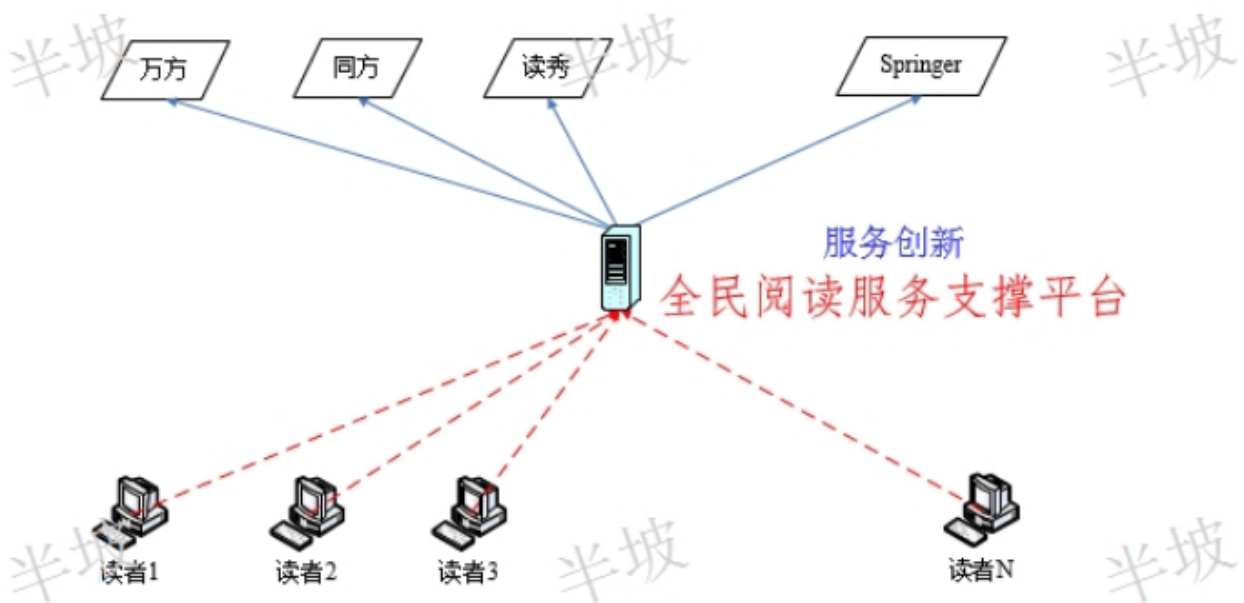 半坡
半坡
半坡
万方
同方
读秀
Springer
服务创新
全民阅读服务支撑平台
读者1
读者2
读者3
读者N
半坡
半坡
半坡